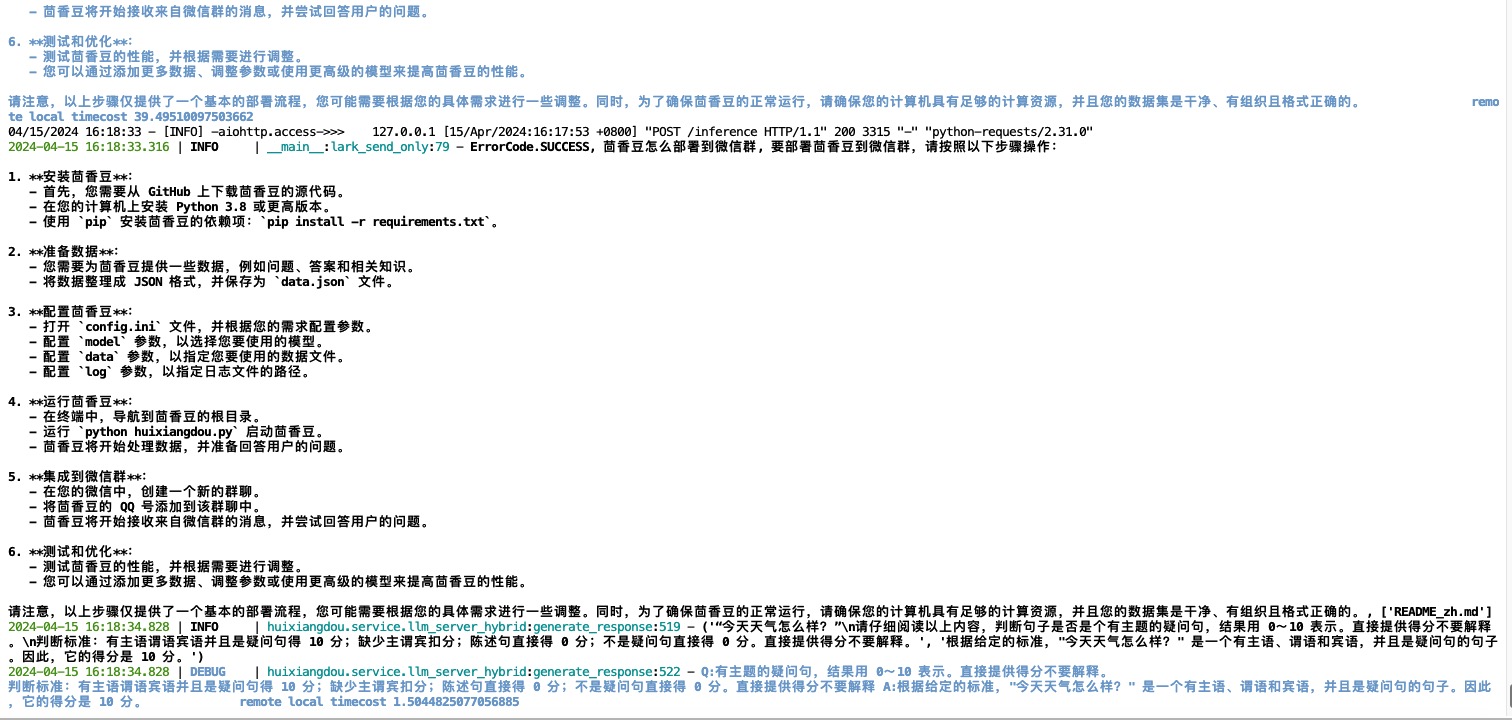 - 茴香豆将开始接收来自微信群的消息，并尝试回答用户的问题。
6. **测试和优化**：
- 测试茴香豆的性能，并根据需要进行调整。
- 您可以通过添加更多数据、调整参数或使用更高级的模型来提高茴香豆的性能。
请注意，以上步骤仅提供了一个基本的部署流程，您可能需要根据您的具体需求进行一些调整。同时，为了确保茴香豆的正常运行，请确保您的计算机具有足够的计算资源，并且您的数据集是干净、有组织且格式正确的。 remo
te local timecost 39.49510097503662
04/15/2024 16:18:33 - [INFO] -aiohttp.access->>> 127.0.0.1 [15/Apr/2024:16:17:53 +0800] "POST /inference HTTP/1.1" 200 3315 "-" "python-requests/2.31.0"
2024-04-15 16:18:33.316 | INFO | __main__:lark_send_only:79 - ErrorCode.SUCCESS, 茴香豆怎么部署到微信群, 要部署茴香豆到微信群，请按照以下步骤操作：
1. **安装茴香豆**：
- 首先，您需要从 GitHub 上下载茴香豆的源代码。
- 在您的计算机上安装 Python 3.8 或更高版本。
- 使用 `pip` 安装茴香豆的依赖项：`pip install -r requirements.txt`。
2. **准备数据**：
- 您需要为茴香豆提供一些数据，例如问题、答案和相关知识。
- 将数据整理成 JSON 格式，并保存为 `data.json` 文件。
3. **配置茴香豆**：
- 打开 `config.ini` 文件，并根据您的需求配置参数。
- 配置 `model` 参数，以选择您要使用的模型。
- 配置 `data` 参数，以指定您要使用的数据文件。
- 配置 `log` 参数，以指定日志文件的路径。
4. **运行茴香豆**：
- 在终端中，导航到茴香豆的根目录。
- 运行 `python huixiangdou.py` 启动茴香豆。
- 茴香豆将开始处理数据，并准备回答用户的问题。
5. **集成到微信群**：
- 在您的微信中，创建一个新的群聊。
- 将茴香豆的 QQ 号添加到该群聊中。
- 茴香豆将开始接收来自微信群的消息，并尝试回答用户的问题。
6. **测试和优化**：
- 测试茴香豆的性能，并根据需要进行调整。
- 您可以通过添加更多数据、调整参数或使用更高级的模型来提高茴香豆的性能。
请注意，以上步骤仅提供了一个基本的部署流程，您可能需要根据您的具体需求进行一些调整。同时，为了确保茴香豆的正常运行，请确保您的计算机具有足够的计算资源，并且您的数据集是干净、有组织且格式正确的。, ['README_zh.md']
2024-04-15 16:18:34.828 | INFO | huixiangdou.service.llm_server_hybrid:generate_response:519 - ('“今天天气怎么样？”\n请仔细阅读以上内容，判断句子是否是个有主题的疑问句，结果用 0～10 表示。直接提供得分不要解释
。\n判断标准：有主语谓语宾语并且是疑问句得 10 分；缺少主谓宾扣分；陈述句直接得 0 分；不是疑问句直接得 0 分。直接提供得分不要解释。', '根据给定的标准，"今天天气怎么样？" 是一个有主语、谓语和宾语，并且是疑问句的句子
。因此，它的得分是 10 分。')
2024-04-15 16:18:34.828 | DEBUG | huixiangdou.service.llm_server_hybrid:generate_response:522 - Q:有主题的疑问句，结果用 0～10 表示。直接提供得分不要解释。
判断标准：有主语谓语宾语并且是疑问句得 10 分；缺少主谓宾扣分；陈述句直接得 0 分；不是疑问句直接得 0 分。直接提供得分不要解释 A:根据给定的标准，"今天天气怎么样？" 是一个有主语、谓语和宾语，并且是疑问句的句子。因此
，它的得分是 10 分。 remote local timecost 1.5044825077056885